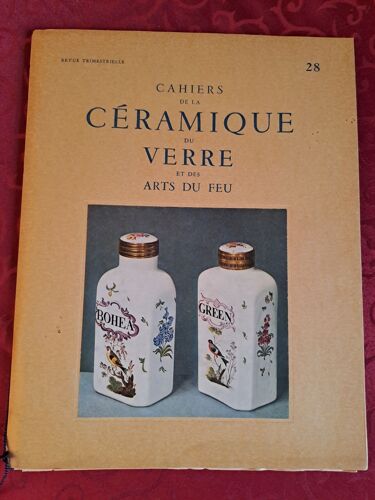 REVUE TRIMESTRIELLE
28
CAHIERS
DE LA
CÉRAMIQUE
DU
VERRE
ET DES
ARTS DU FEU
BOHEA
GREEN